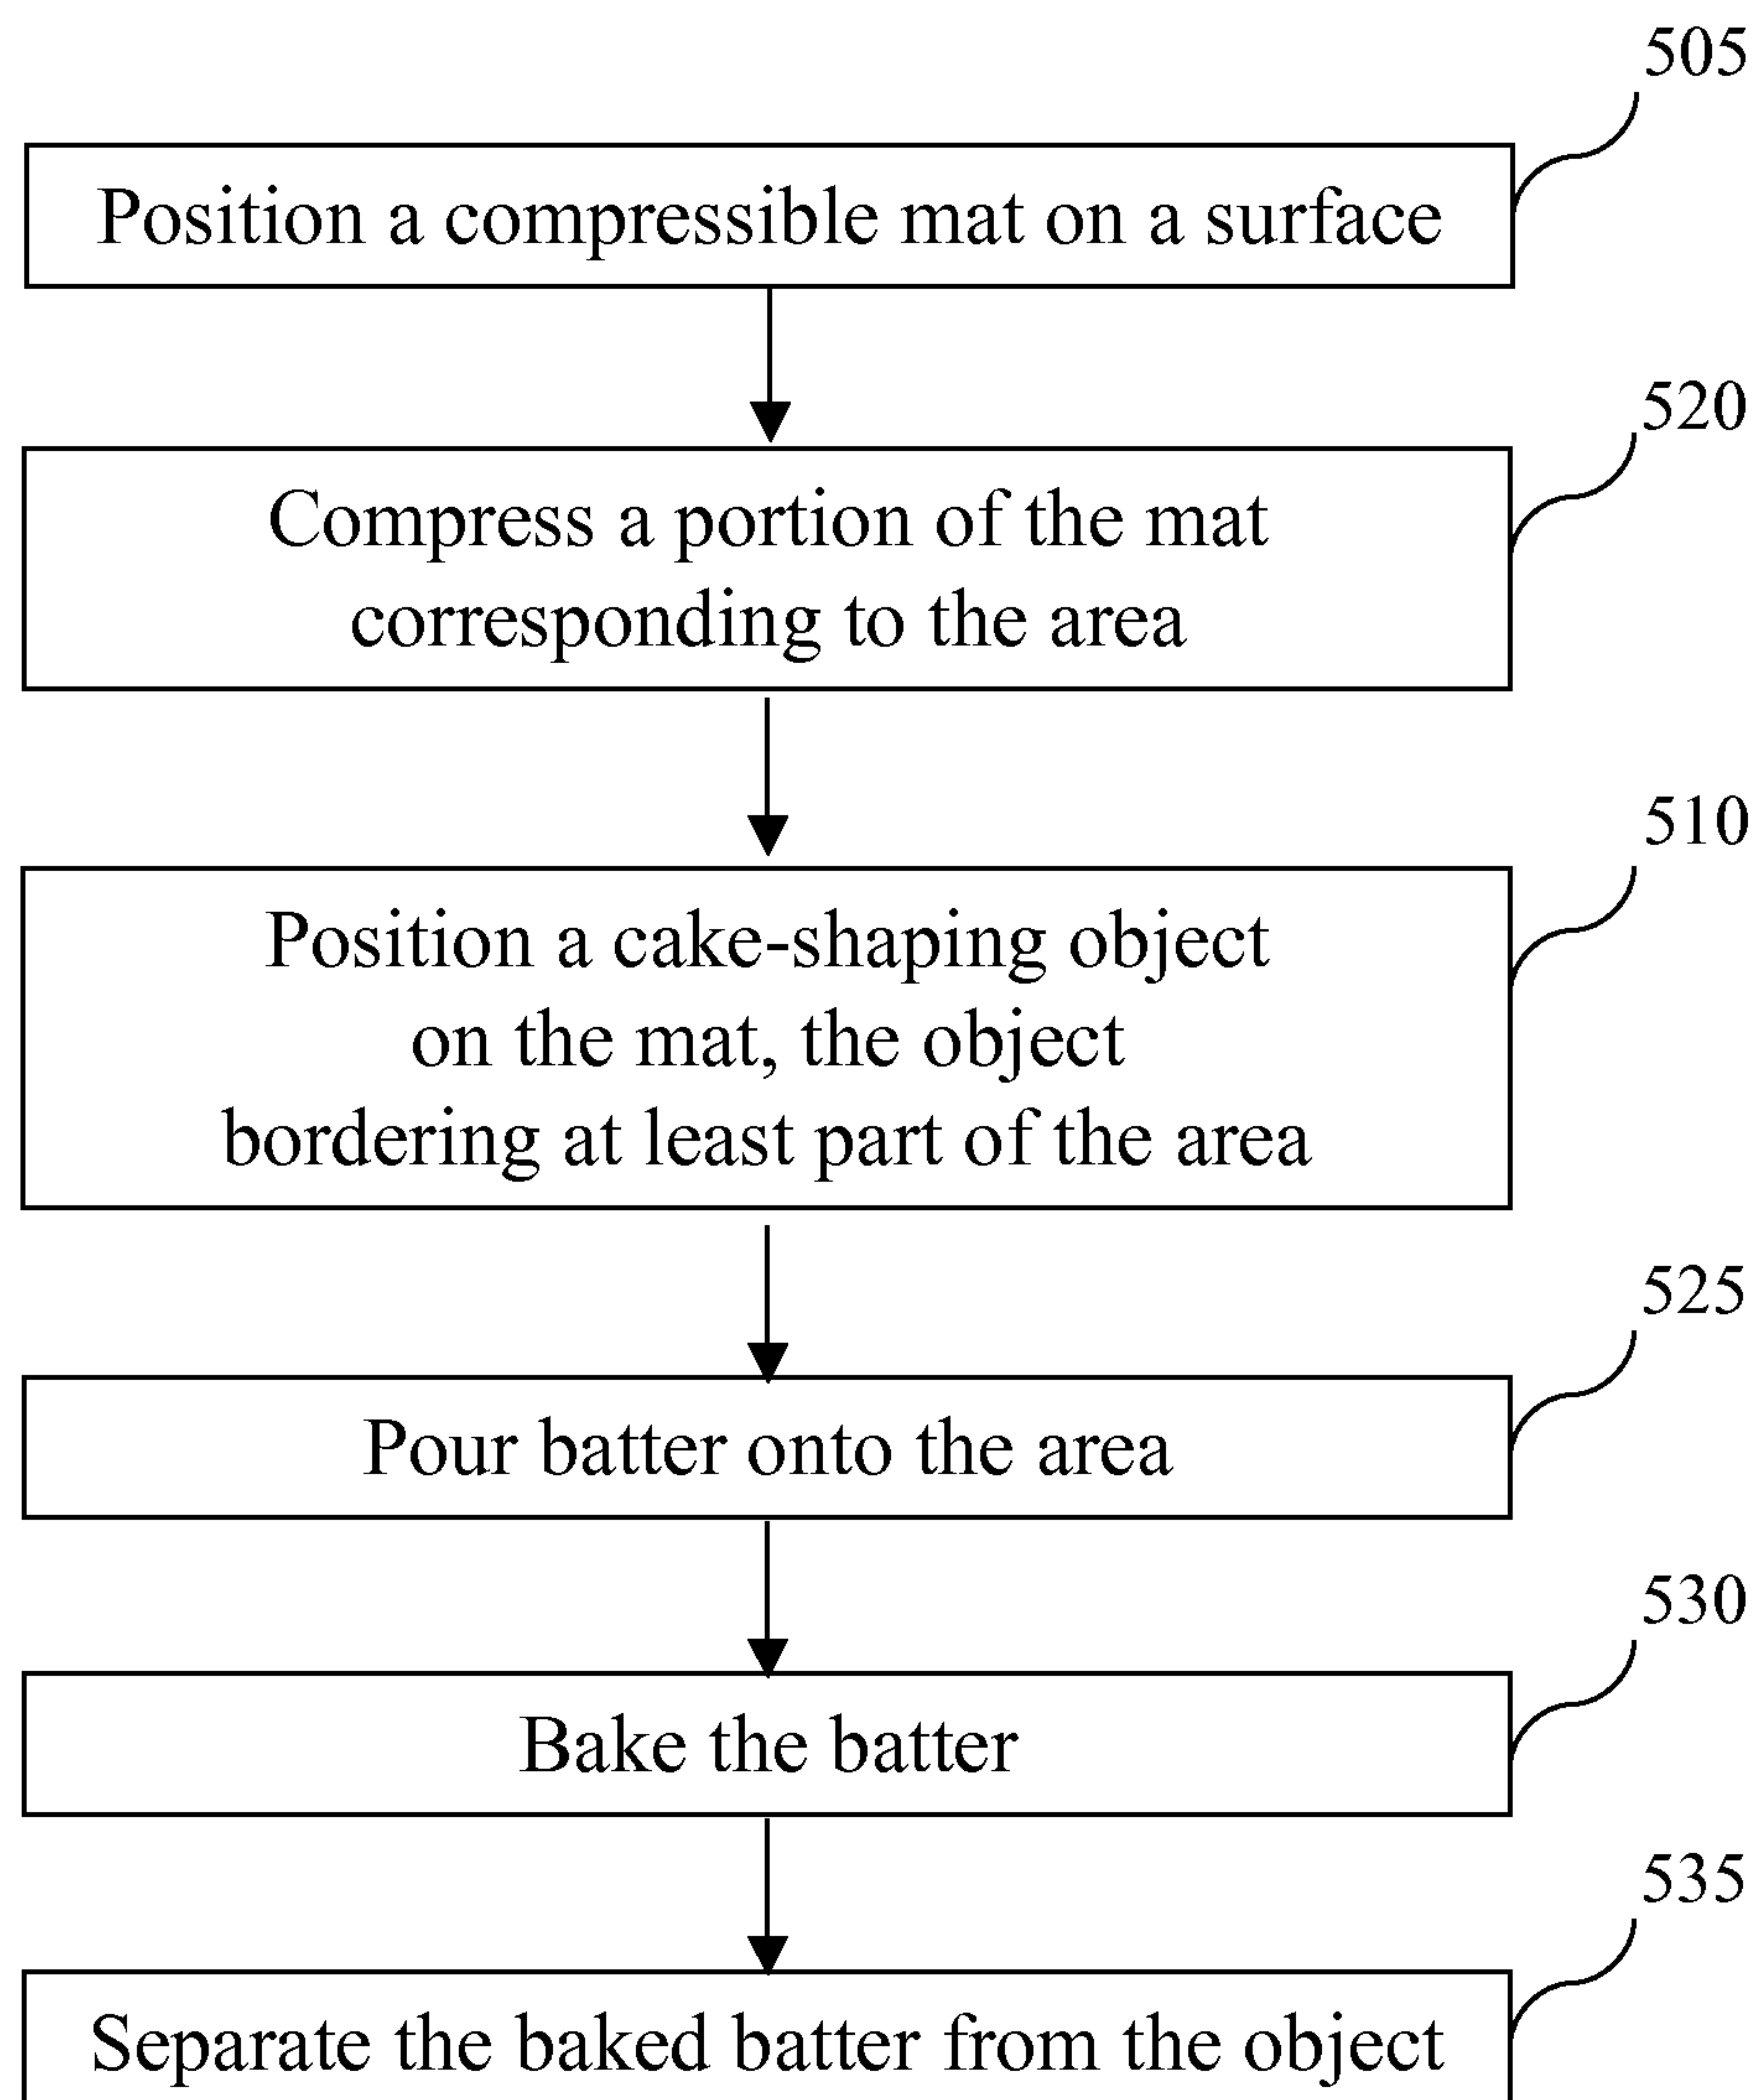 505
Position a compressible mat on a surface
520
Compress a portion of the mat
corresponding to the area
510
Position a cake-shaping object
on the mat, the object
bordering at least part of the area
525
Pour batter onto the area
530
Bake the batter
535
Separate the baked batter from the object